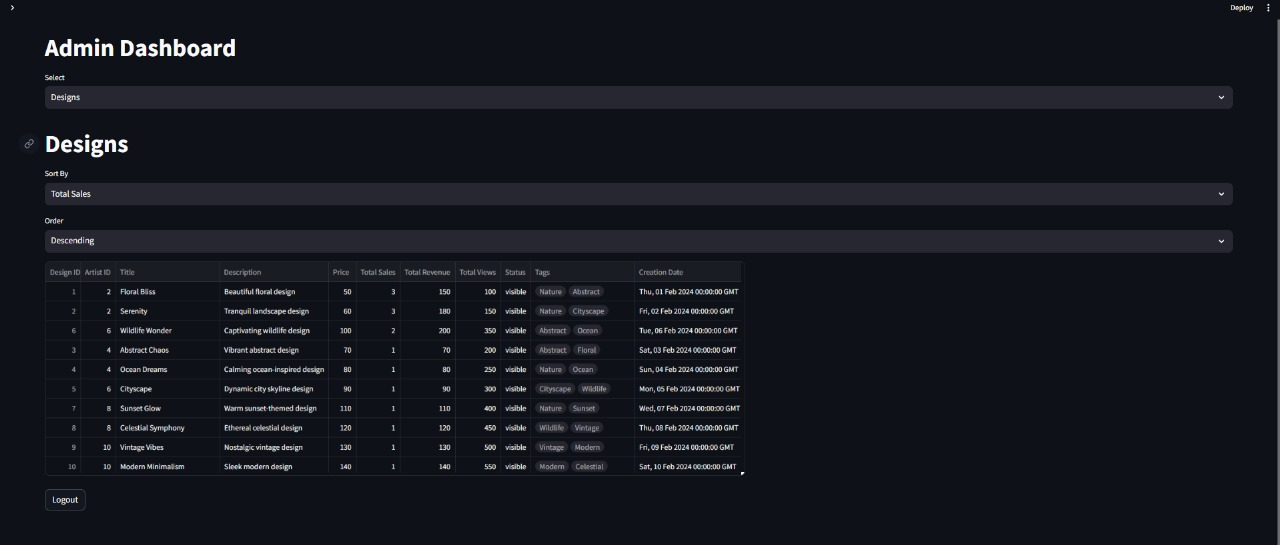 Deploy
Admin Dashboard
Select
Designs
Designs
Sort By
Total Sales
Order
Descending
Design ID Artist ID Title Description Price Total Sales Total Revenue Total Views Status Tags Creation Date
1 2 Floral Bliss Beautiful floral design 50 3 150 100 visible Nature Abstract Thu, 01 Feb 2024 00:00:00 GMT
2 2 Serenity Tranquil landscape design 60 3 180 150 visible Nature Cityscape Fri, 02 Feb 2024 00:00:00 GMT
6 6 Wildlife Wonder Captivating wildlife design 100 2 200 350 visible Abstract Ocean Tue, 06 Feb 2024 00:00:00 GMT
3 4 Abstract Chaos Vibrant abstract design 70 1 70 200 visible Abstract Floral Sat, 03 Feb 2024 00:00:00 GMT
4 4 Ocean Dreams Calming ocean-inspired design 80 1 80 250 visible Nature Ocean Sun, 04 Feb 2024 00:00:00 GMT
5 6 Cityscape Dynamic city skyline design 90 1 90 300 visible Cityscape Wildlife Mon, 05 Feb 2024 00:00:00 GMT
7 8 Sunset Glow Warm sunset-themed design 110 1 110 400 visible Nature Sunset Wed, 07 Feb 2024 00:00:00 GMT
8 8 Celestial Symphony Ethereal celestial design 120 1 120 450 visible Wildlife Vintage Thu, 08 Feb 2024 00:00:00 GMT
9 10 Vintage Vibes Nostalgic vintage design 130 1 130 500 visible Vintage Modern Fri, 09 Feb 2024 00:00:00 GMT
10 10 Modern Minimalism Sleek modern design 140 1 140 550 visible Modern Celestial Sat, 10 Feb 2024 00:00:00 GMT
Logout